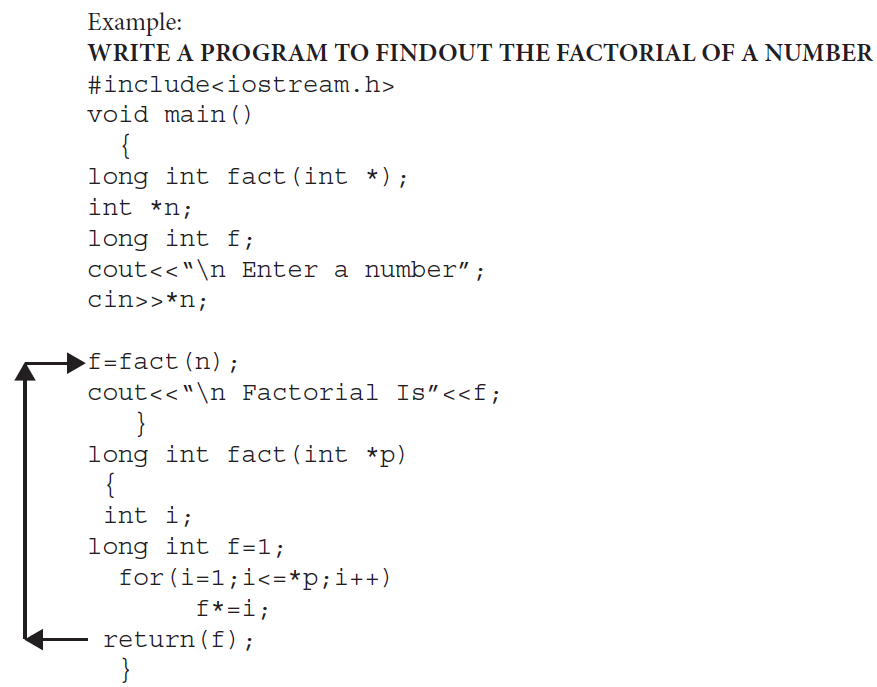 Example:
WRITE A PROGRAM TO FINDOUT THE FACTORIAL OF A NUMBER
#include<iostream.h>
void main()
{
long int fact(int *);
int *n;
long int f;
cout<<“\n Enter a number”;
cin>>*n;
f=fact(n);
cout<<“\n Factorial Is”<<f;
}
long int fact(int *p)
{
int i;
long int f=1;
for(i=1;i<=*p;i++)
f*=i;
return(f);
}